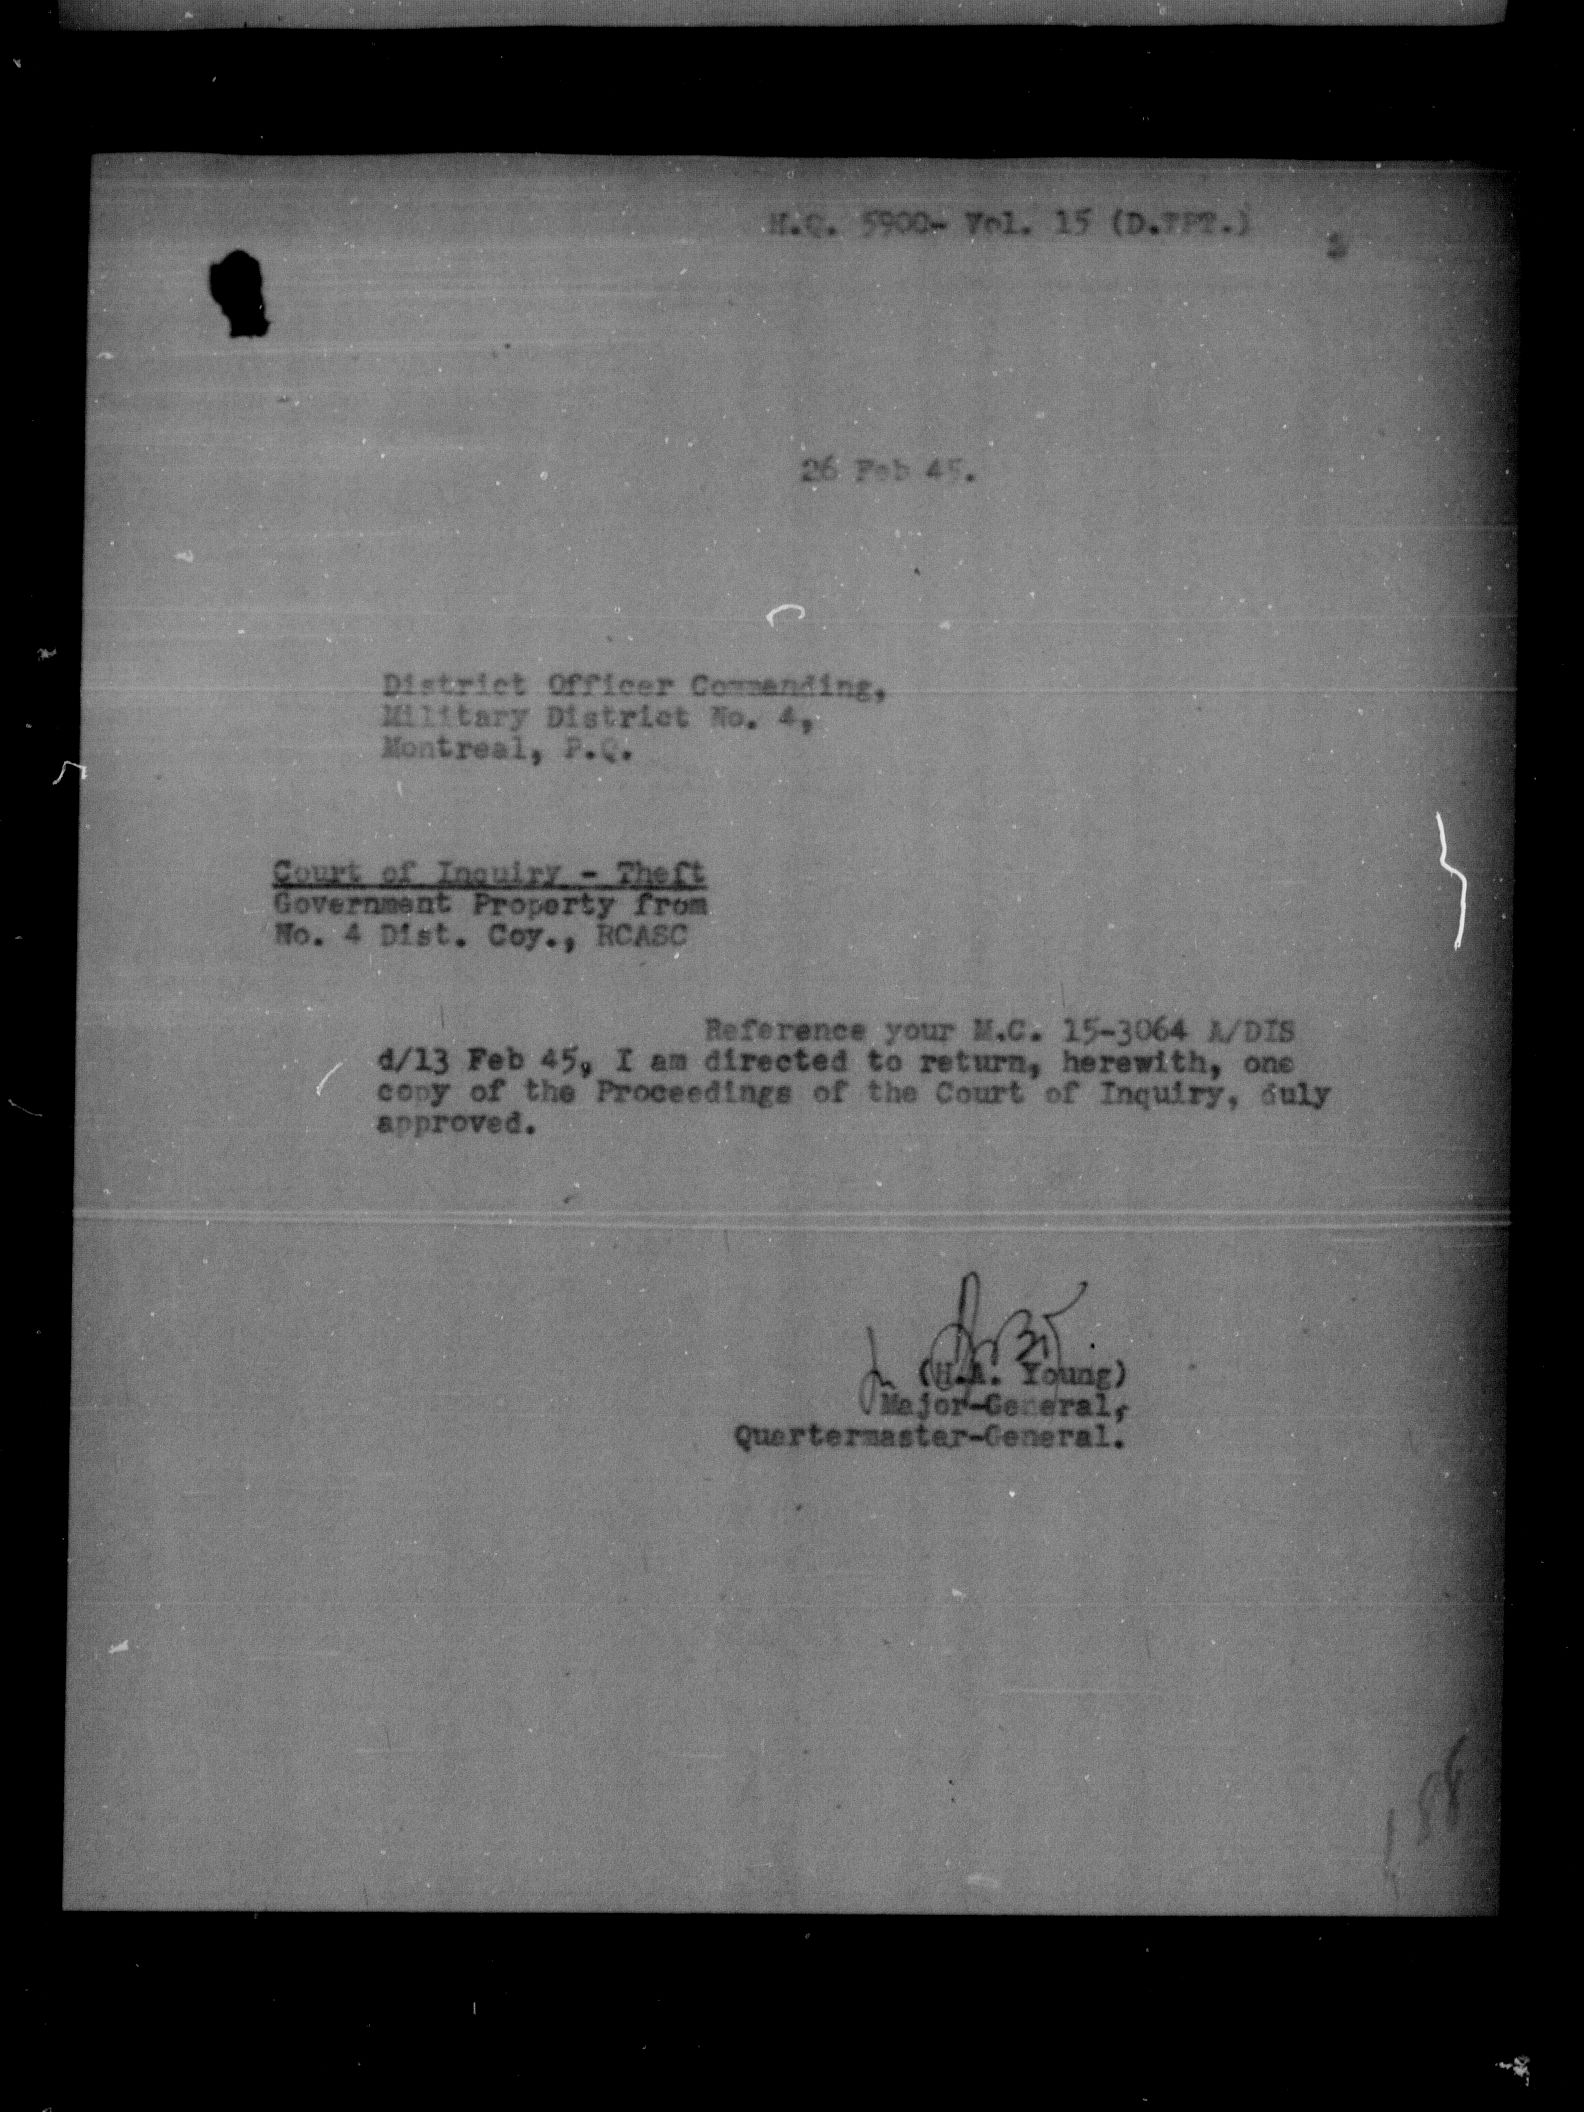 H.Q. 5900- Vol. 15 (D.TPT.)
26 Feb 45.
District Officer Commanding,
Military District No. 4,
Montreal, P.Q.
Court of Inquiry - Theft
Government Property from
No. 4 Dist. Coy., RCASC
Reference your M.C. 15-3064 A/DIS
d/13 Feb 45, I am directed to return, herewith, one
copy of the Proceedings of the Court of Inquiry, duly
approved.
(H.A. Young)
Major-General,
Quartermaster-General.